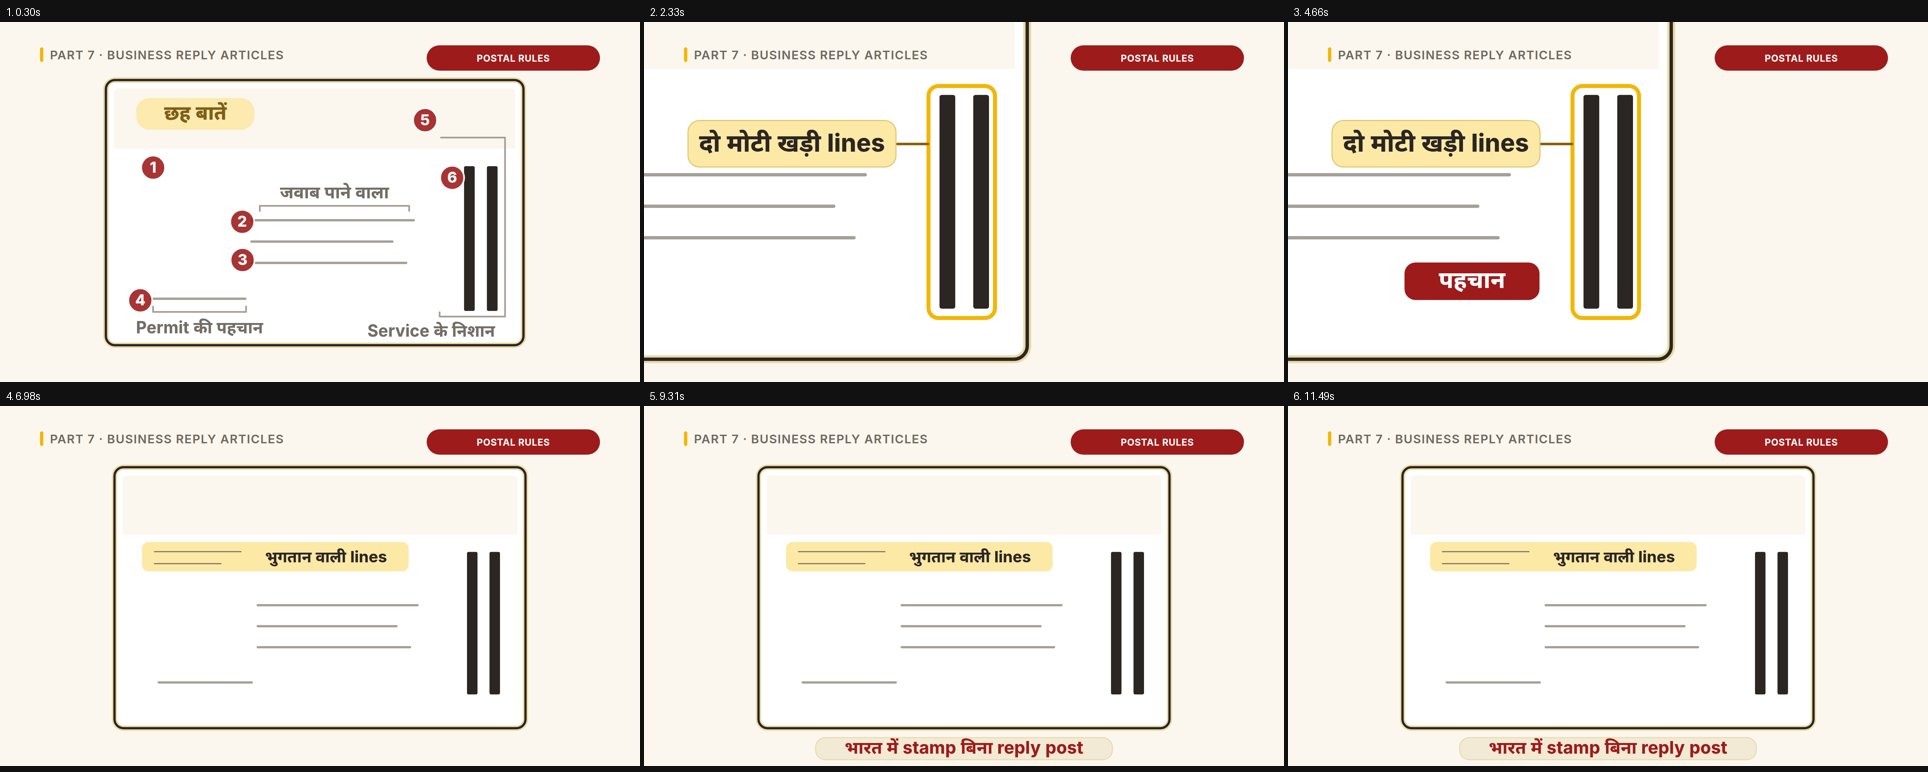 1. 0.30s
PART 7 · BUSINESS REPLY ARTICLES
POSTAL RULES
छह बातें
5
1
6
जवाब पाने वाला
2
3
4
Permit की पहचान
Service के निशान
2. 2.33s
PART 7 · BUSINESS REPLY ARTICLES
POSTAL RULES
दो मोटी खड़ी lines
3. 4.66s
PART 7 · BUSINESS REPLY ARTICLES
POSTAL RULES
दो मोटी खड़ी lines
पहचान
4. 6.98s
PART 7 · BUSINESS REPLY ARTICLES
POSTAL RULES
भुगतान वाली lines
5. 9.31s
PART 7 · BUSINESS REPLY ARTICLES
POSTAL RULES
भुगतान वाली lines
भारत में stamp बिना reply post
6. 11.49s
PART 7 · BUSINESS REPLY ARTICLES
POSTAL RULES
भुगतान वाली lines
भारत में stamp बिना reply post